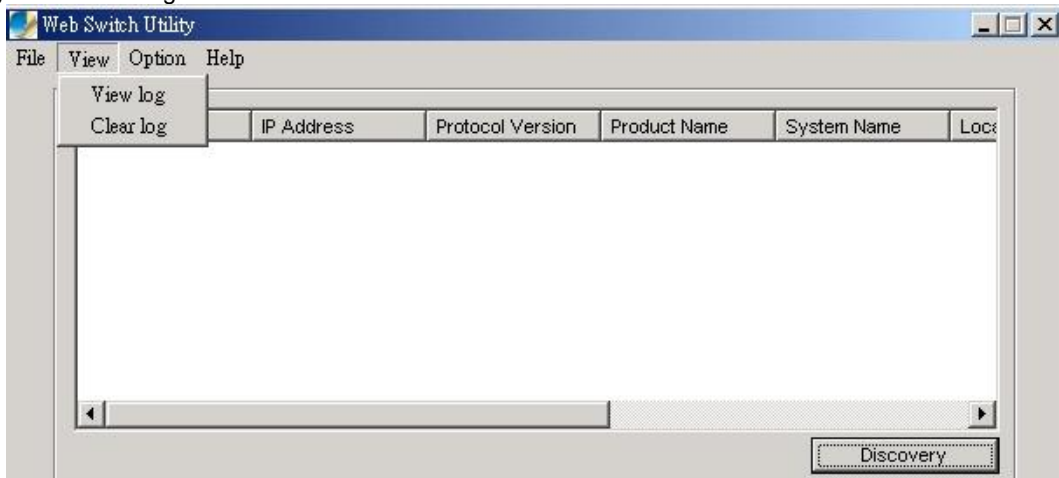 Web Switch Utility
File View Option Help
View log
Clear log
IP Address Protocol Version Product Name System Name Loca
Discovery